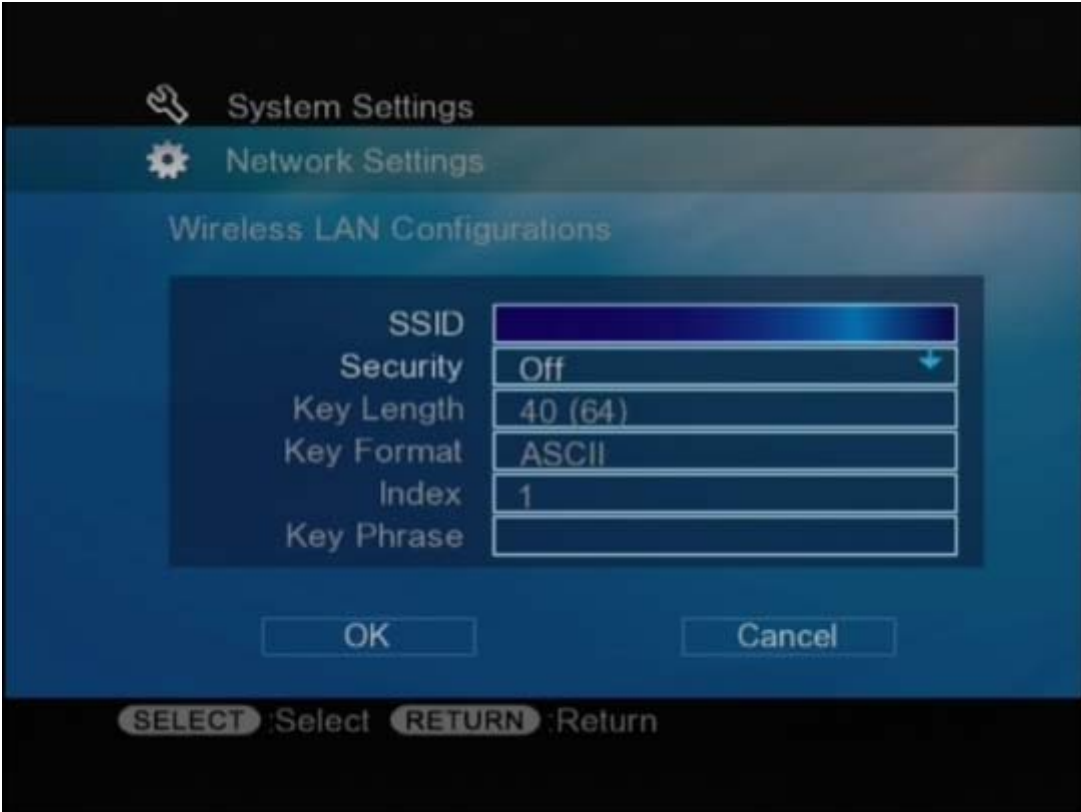 System Settings
Network Settings
Wireless LAN Configurations
SSID
Security Off
Key Length 40 (64)
Key Format ASCII
Index 1
Key Phrase
OK Cancel
SELECT :Select RETURN :Return